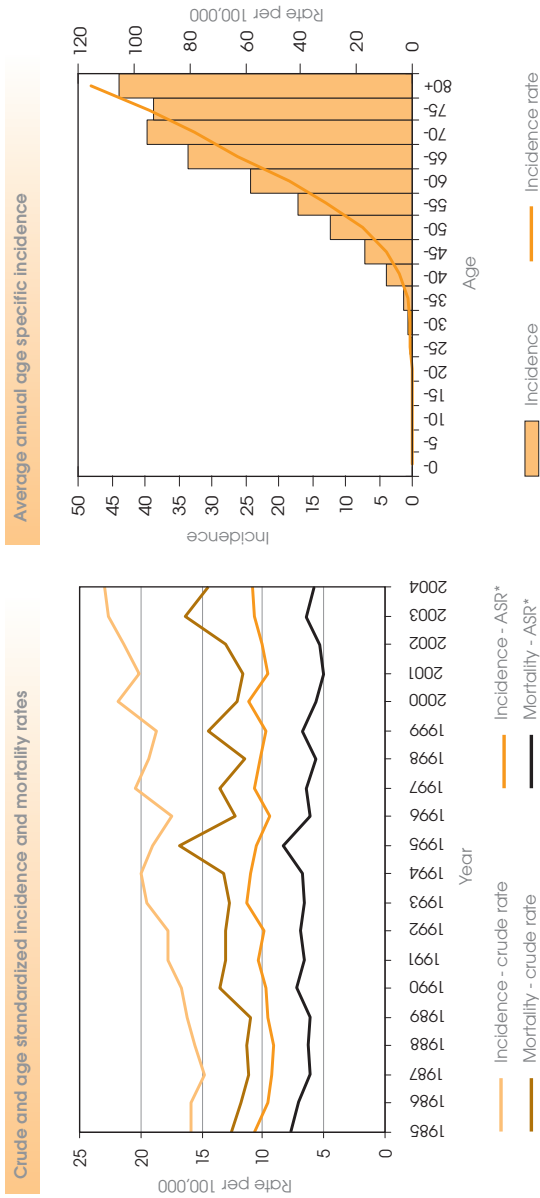 Crude and age standardized incidence and mortality rates
Rate per 100,000
25
20
15
10
5
0
1985 1986 1987 1988 1989 1990 1991 1992 1993 1994 1995 1996 1997 1998 1999 2000 2001 2002 2003 2004
Year
Incidence - crude rate
Incidence - ASR*
Mortality - crude rate
Mortality - ASR*
Average annual age specific incidence
Incidence
50
45
40
35
30
25
20
15
10
5
0
Rate per 100,000
120
100
80
60
40
20
0
0- 5- 10- 15- 20- 25- 30- 35- 40- 45- 50- 55- 60- 65- 70- 75- 80+
Age
Incidence
Incidence rate